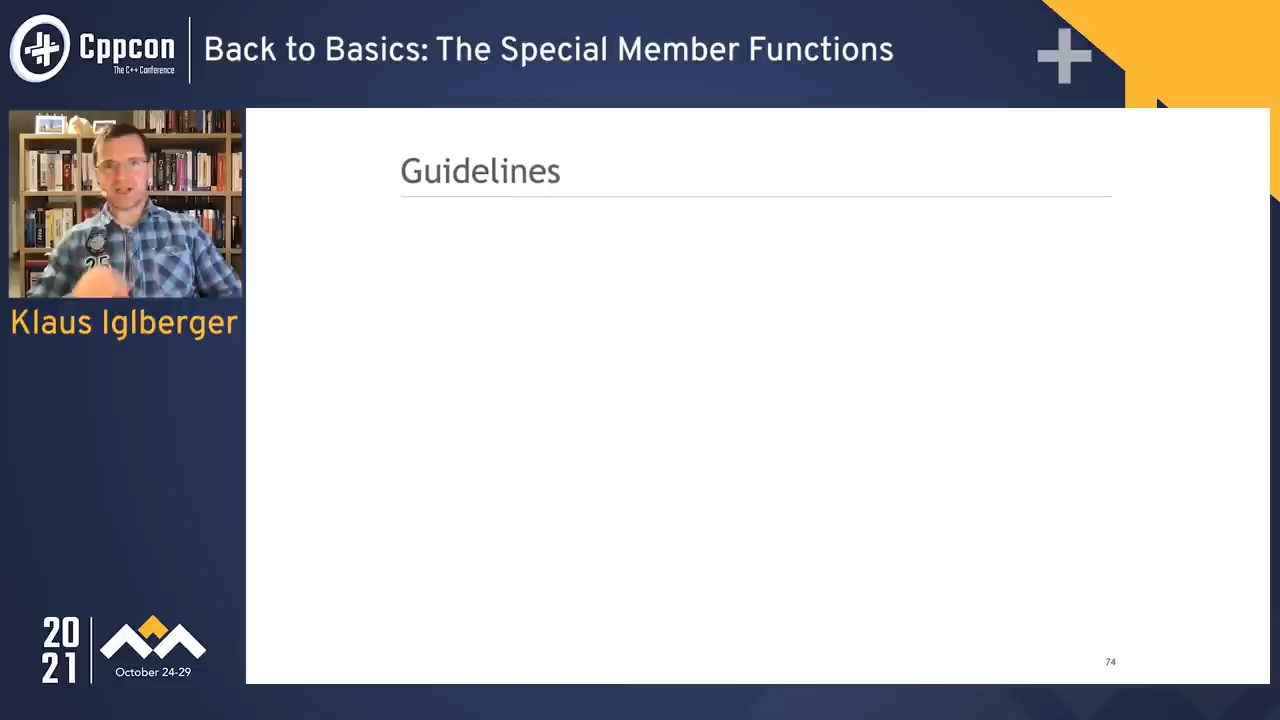 Cppcon
The C++ Conference
Back to Basics: The Special Member Functions
Klaus Iglberger
Guidelines
74
20
21
October 24-29